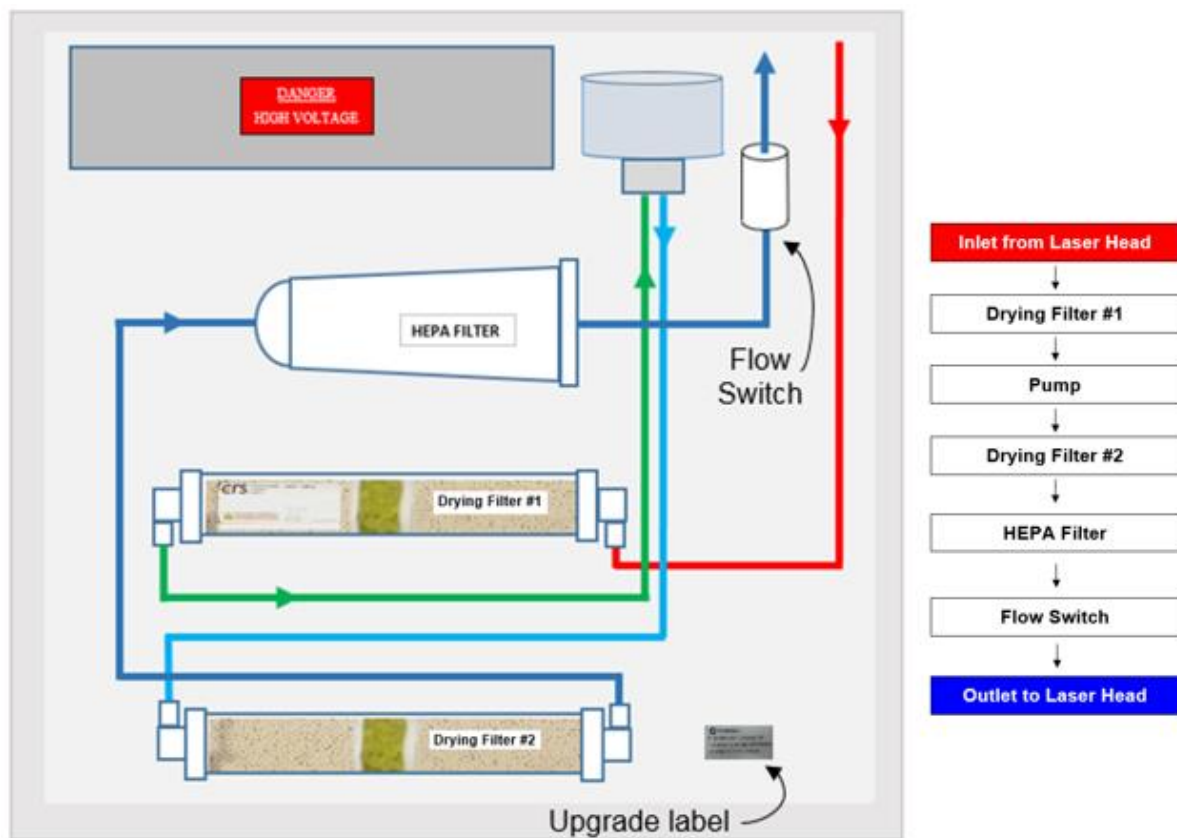 DANGER
HIGH VOLTAGE
HEPA FILTER
Flow
Switch
crs
Drying Filter #1
Drying Filter #2
Upgrade label
Inlet from Laser Head
Drying Filter #1
Pump
Drying Filter #2
HEPA Filter
Flow Switch
Outlet to Laser Head